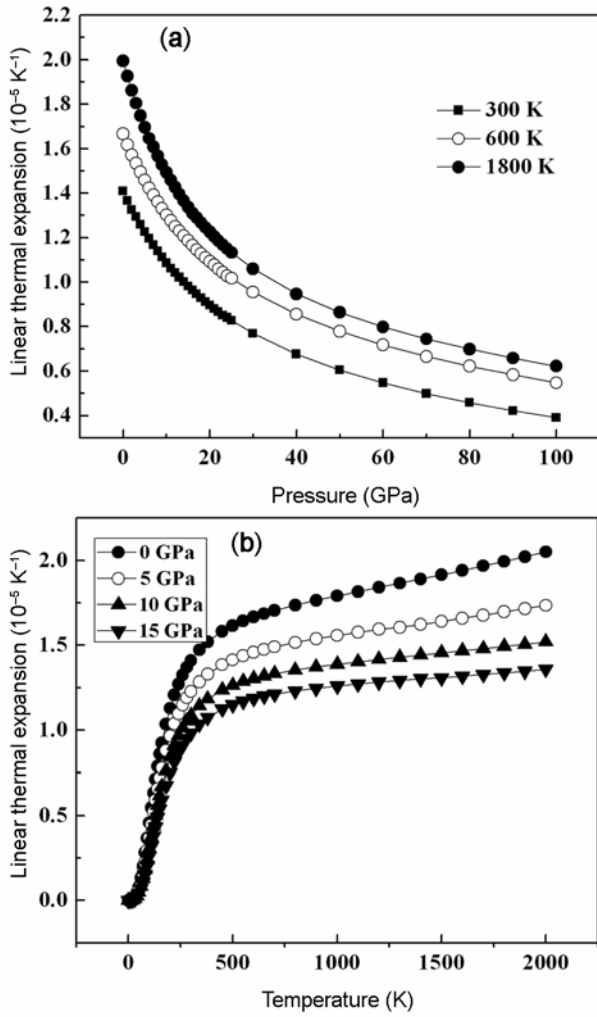 (a)
Linear thermal expansion (10⁻⁵ K⁻¹)
2.2
2.0
1.8
1.6
1.4
1.2
1.0
0.8
0.6
0.4
300 K
600 K
1800 K
0 20 40 60 80 100
Pressure (GPa)
(b)
Linear thermal expansion (10⁻⁵ K⁻¹)
0 GPa
5 GPa
10 GPa
15 GPa
2.0
1.5
1.0
0.5
0.0
0 500 1000 1500 2000
Temperature (K)